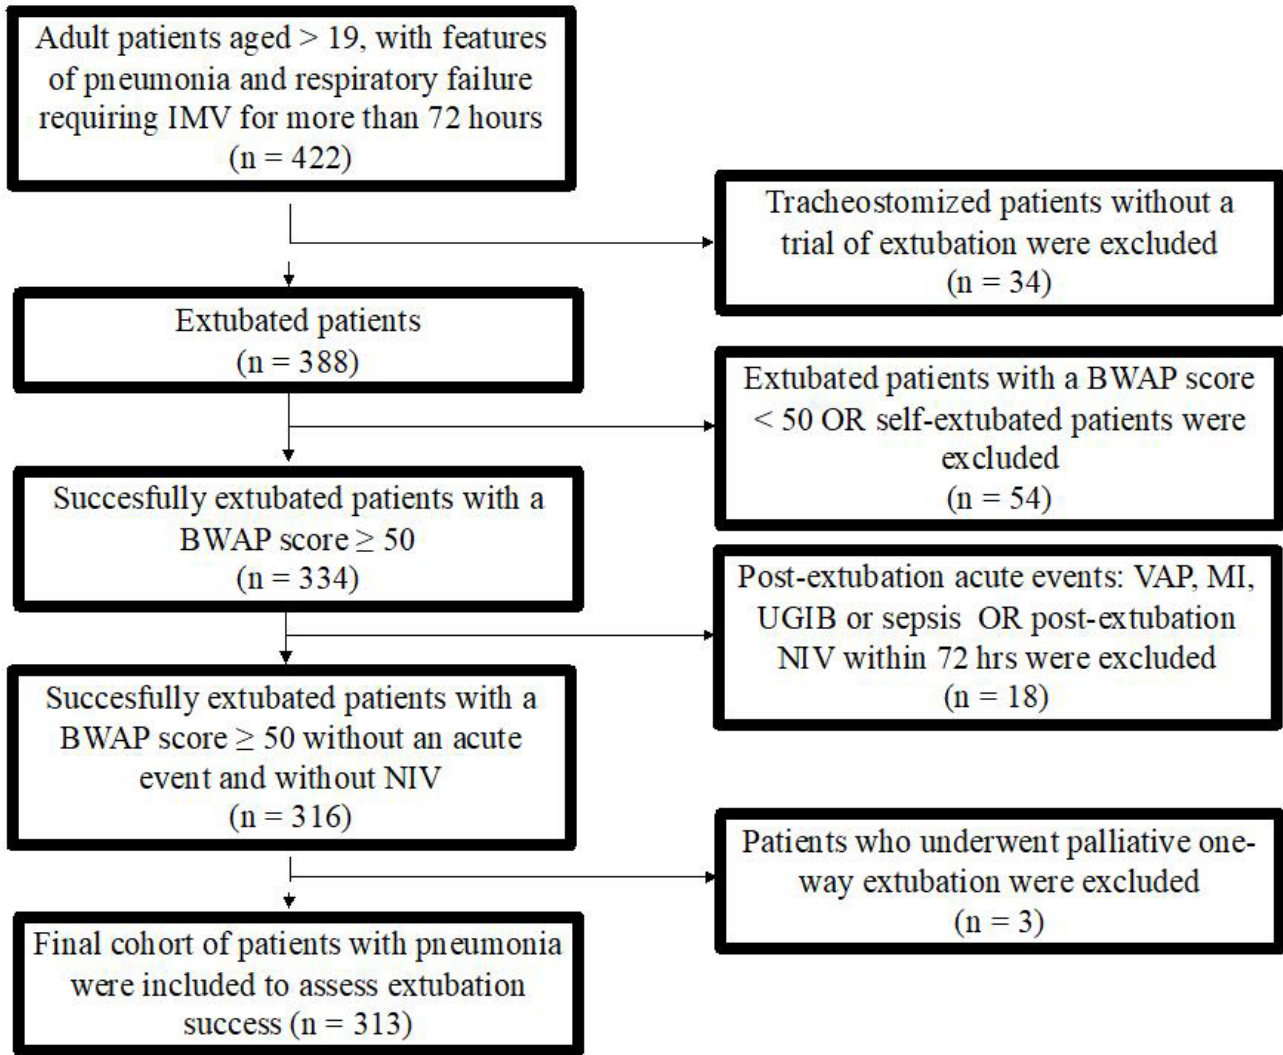 Adult patients aged > 19, with features
of pneumonia and respiratory failure
requiring IMV for more than 72 hours
(n = 422)
Tracheostomized patients without a
trial of extubation were excluded
(n = 34)
Extubated patients
(n = 388)
Extubated patients with a BWAP score
< 50 OR self-extubated patients were
excluded
(n = 54)
Succesfully extubated patients with a
BWAP score ≥ 50
(n = 334)
Post-extubation acute events: VAP, MI,
UGIB or sepsis OR post-extubation
NIV within 72 hrs were excluded
(n = 18)
Succesfully extubated patients with a
BWAP score ≥ 50 without an acute
event and without NIV
(n = 316)
Patients who underwent palliative one-
way extubation were excluded
(n = 3)
Final cohort of patients with pneumonia
were included to assess extubation
success (n = 313)